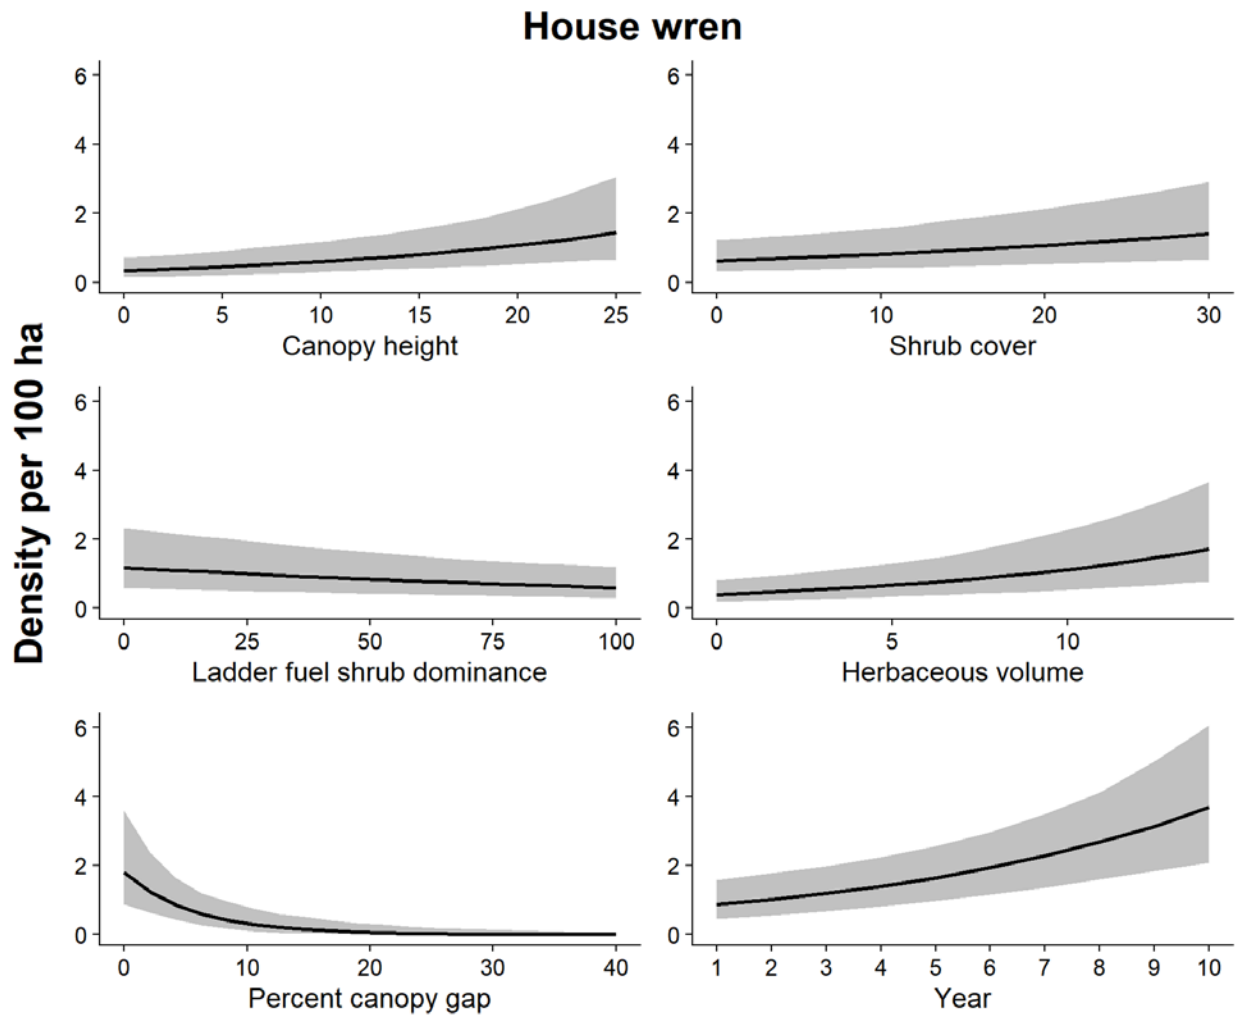 House wren
Density per 100 ha
6
4
2
0
0 5 10 15 20 25
Canopy height
6
4
2
0
0 10 20 30
Shrub cover
6
4
2
0
0 25 50 75 100
Ladder fuel shrub dominance
6
4
2
0
0 5 10
Herbaceous volume
6
4
2
0
0 10 20 30 40
Percent canopy gap
6
4
2
0
1 2 3 4 5 6 7 8 9 10
Year